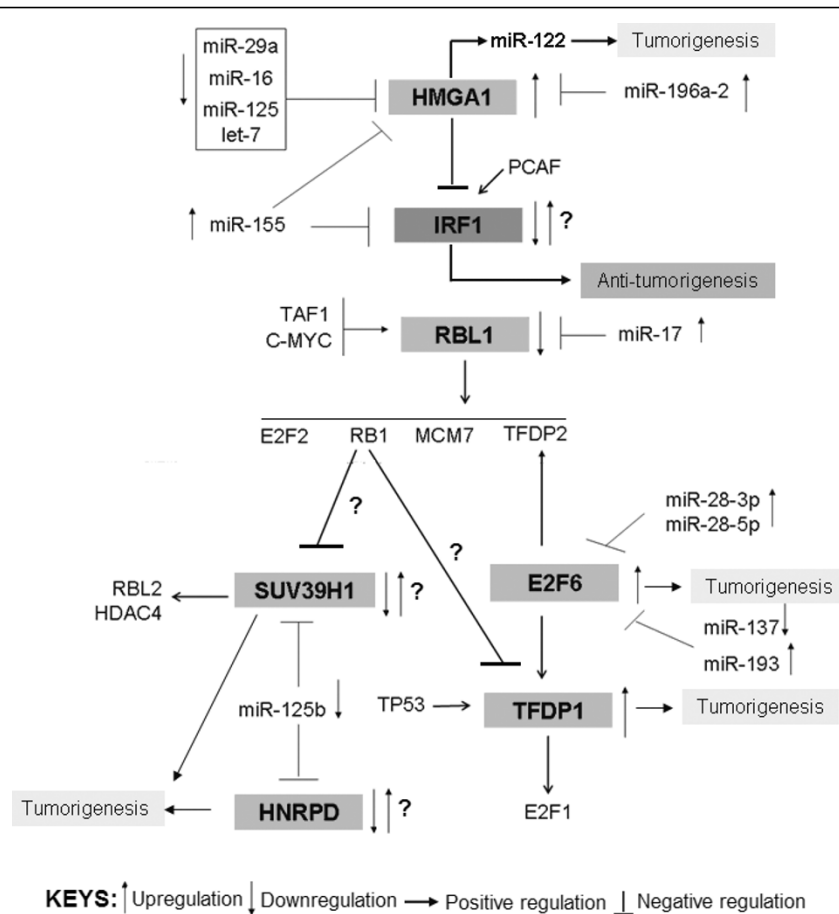 miR-29a
miR-16
miR-125
let-7
miR-122
Tumorigenesis
HMGA1
miR-196a-2
PCAF
miR-155
IRF1
?
Anti-tumorigenesis
TAF1
C-MYC
RBL1
miR-17
E2F2 RB1 MCM7 TFDP2
?
?
miR-28-3p
miR-28-5p
RBL2
HDAC4
SUV39H1
?
E2F6
Tumorigenesis
miR-137
miR-193
miR-125b
TP53
TFDP1
Tumorigenesis
Tumorigenesis
HNRPD
?
E2F1
KEYS: Upregulation Downregulation Positive regulation Negative regulation